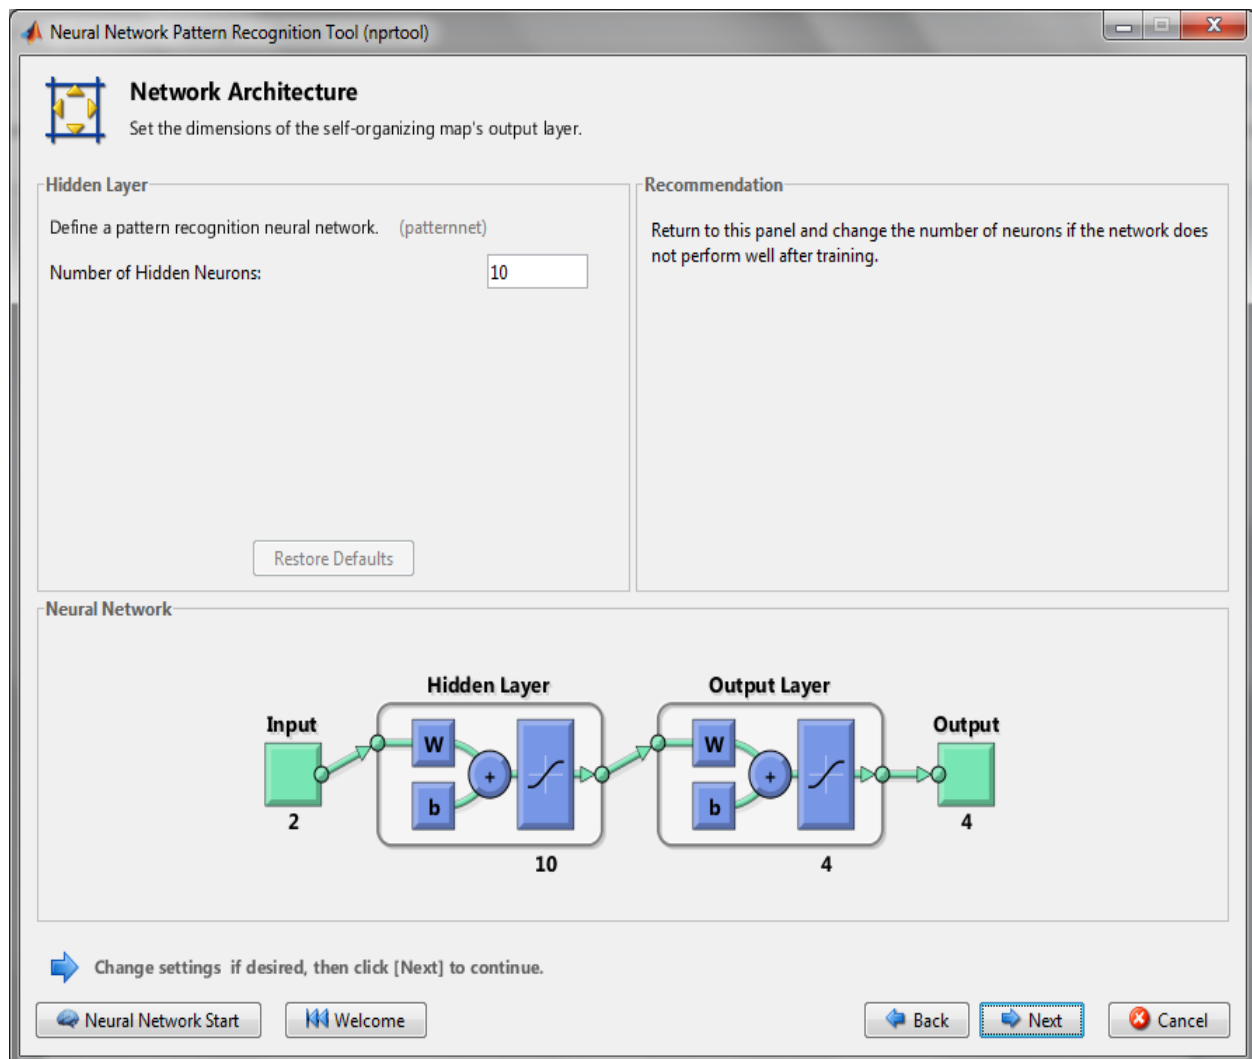 Neural Network Pattern Recognition Tool (nprtool)
Network Architecture
Set the dimensions of the self-organizing map's output layer.
Hidden Layer
Define a pattern recognition neural network. (patternnet)
Number of Hidden Neurons: 10
Restore Defaults
Recommendation
Return to this panel and change the number of neurons if the network does
not perform well after training.
Neural Network
Hidden Layer
Output Layer
Input
Output
W
W
+
+
b
b
2
4
10
4
Change settings if desired, then click [Next] to continue.
Neural Network Start
Welcome
Back
Next
Cancel